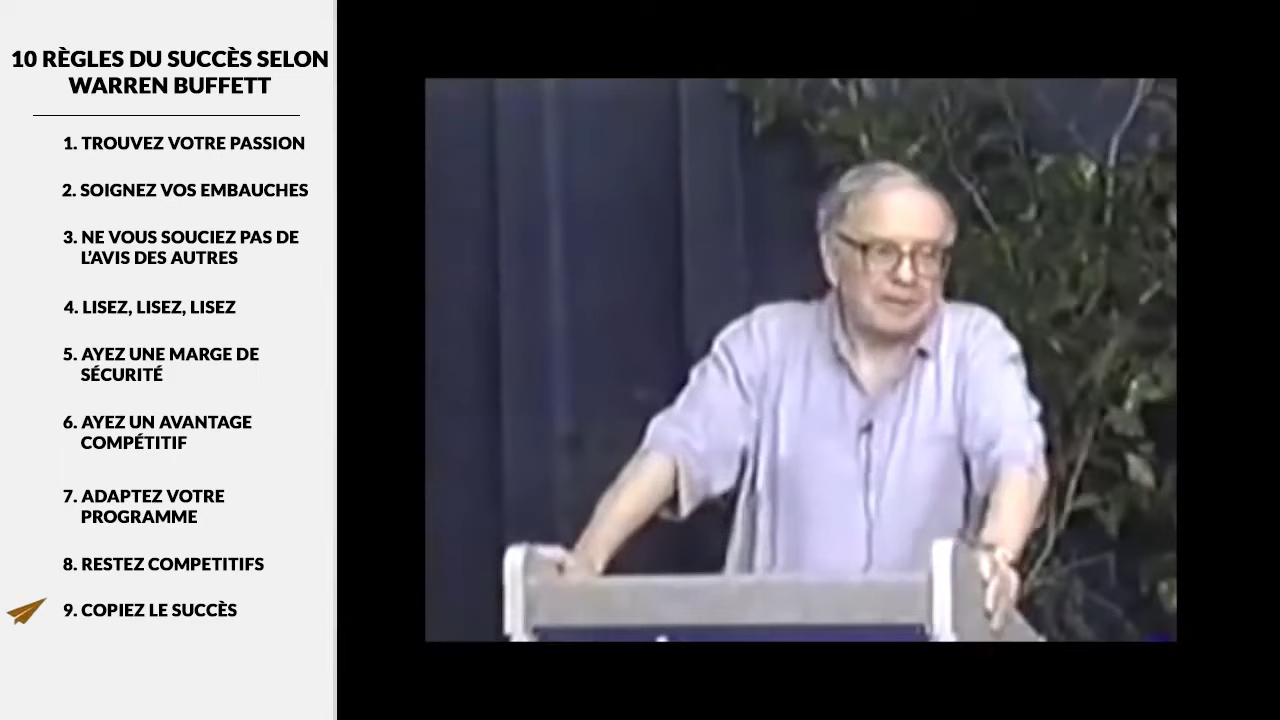 10 RÈGLES DU SUCCÈS SELON
WARREN BUFFETT
1. TROUVEZ VOTRE PASSION
2. SOIGNEZ VOS EMBAUCHES
3. NE VOUS SOUCIEZ PAS DE
L'AVIS DES AUTRES
4. LISEZ, LISEZ, LISEZ
5. AYEZ UNE MARGE DE
SÉCURITÉ
6. AYEZ UN AVANTAGE
COMPÉTITIF
7. ADAPTEZ VOTRE
PROGRAMME
8. RESTEZ COMPETITIFS
9. COPIEZ LE SUCCÈS